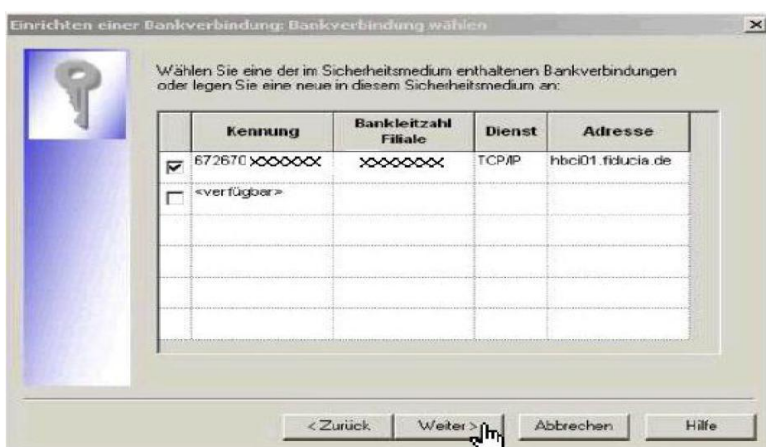 Einrichten einer Bankverbindung: Bankverbindung wählen
Wählen Sie eine der im Sicherheitsmedium enthaltenen Bankverbindungen
oder legen Sie eine neue in diesem Sicherheitsmedium an:
Kennung Bankleitzahl Filiale Dienst Adresse
672670 XXXXXX XXXXXXXX TCP/IP hbci01.fiducia.de
<verfügbar>
< Zurück Weiter > Abbrechen Hilfe